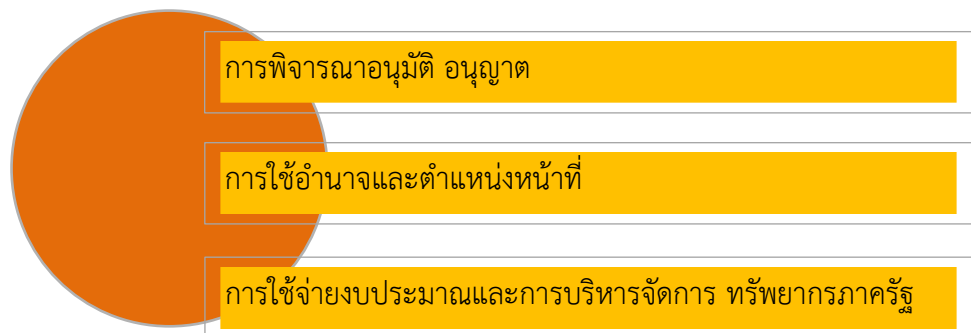 การพิจารณาอนุมัติ อนุญาต
การใช้อำนาจและตำแหน่งหน้าที่
การใช้จ่ายงบประมาณและการบริหารจัดการ ทรัพยากรภาครัฐ